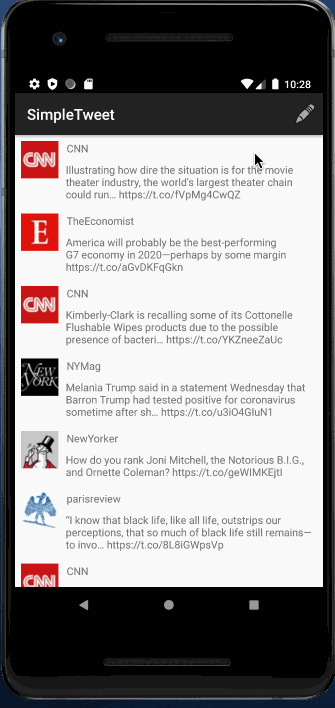 10:28
SimpleTweet
CNN
CNN
Illustrating how dire the situation is for the movie
theater industry, the world's largest theater chain
could run… https://t.co/fVpMg4CwQZ
E
TheEconomist
America will probably be the best-performing
G7 economy in 2020—perhaps by some margin
https://t.co/aGvDKFqGkn
CNN
CNN
Kimberly-Clark is recalling some of its Cottonelle
Flushable Wipes products due to the possible
presence of bacteri… https://t.co/YKZneeZaUc
NEW YORK
NYMag
Melania Trump said in a statement Wednesday that
Barron Trump had tested positive for coronavirus
sometime after sh… https://t.co/u3iO4GIuN1
NewYorker
How do you rank Joni Mitchell, the Notorious B.I.G.,
and Ornette Coleman? https://t.co/geWIMKEjtl
parisreview
“I know that black life, like all life, outstrips our
perceptions, that so much of black life still remains—
to invo… https://t.co/8L8iGWpsVp
CNN
CNN